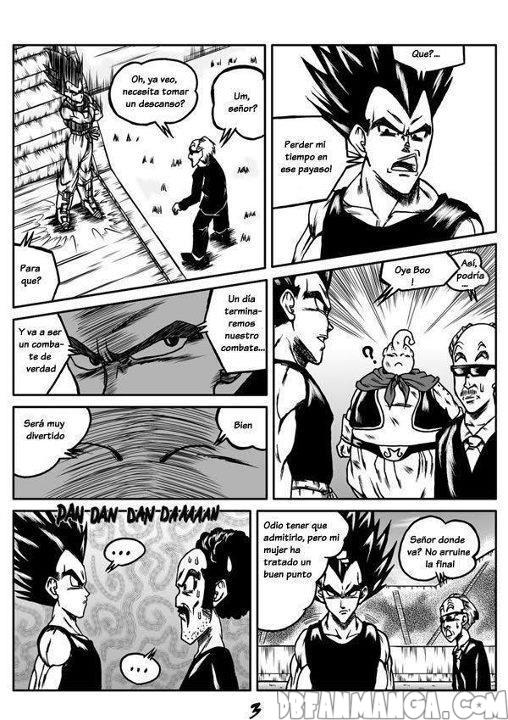 Oh, ya veo,
necesita tomar
un descanso?
Um,
señor?
Que?...
Perder mi
tiempo en
ese payaso!
Para
que?
Un día
termina-
remos
nuestro
combate...
Y va a ser
un comba-
te de
verdad
Oye Boo
!
Así,
podría
...
?
Será muy
divertido
Bien
DAN-DAN-DAN-DAAAAN
...
...
Odio tener que
admitirlo, pero mi
mujer ha
tratado un
buen punto
Señor donde
va? No arruine
la final
3
DBFANMANGA.COM